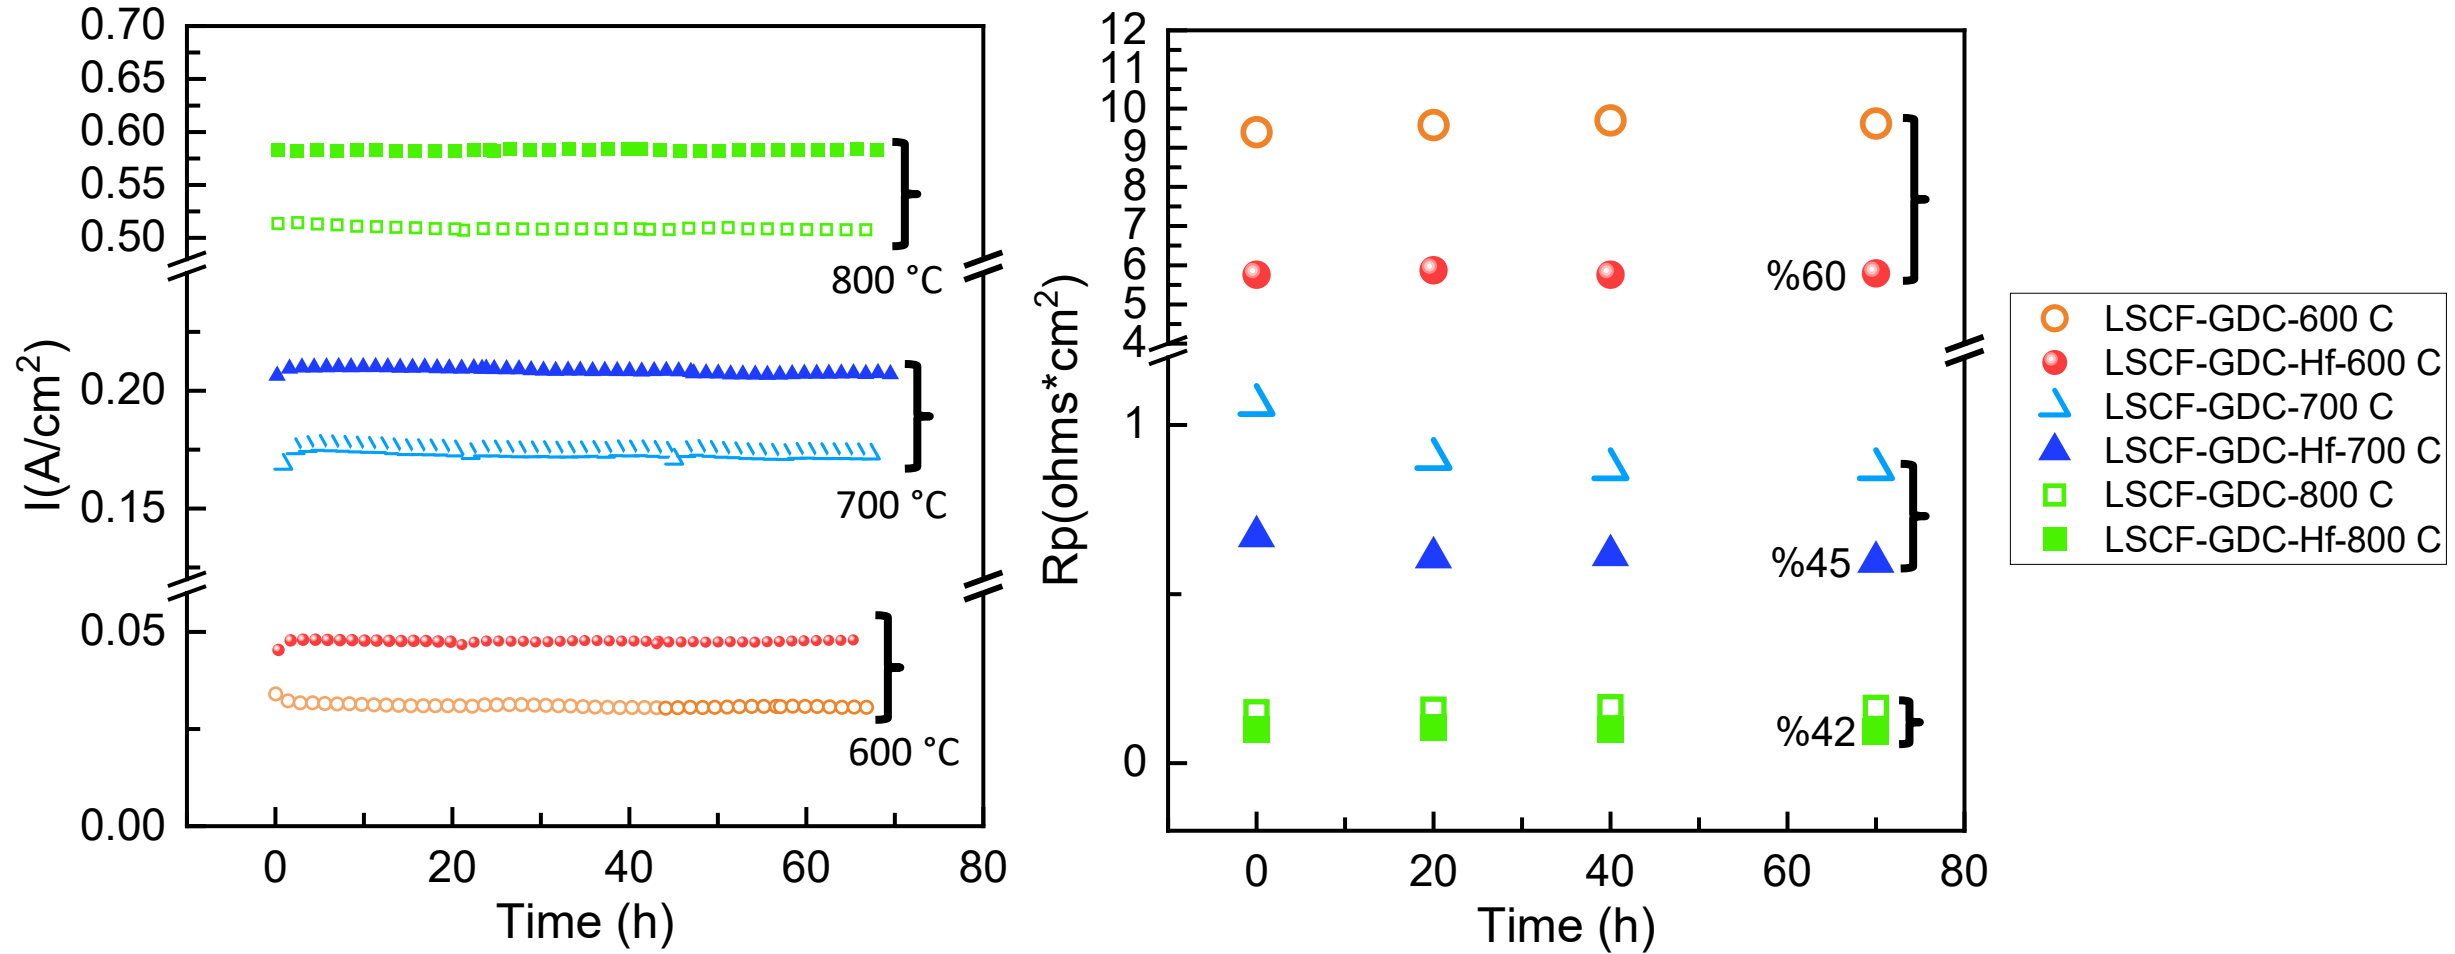 0.70
0.65
0.60
0.55
0.50
0.20
0.15
0.05
0.00
I(A/cm²)
800 °C
700 °C
600 °C
0 20 40 60 80
Time (h)
12
11
10
9
8
7
6
5
4
1
0
Rp(ohms*cm²)
%60
%45
%42
0 20 40 60 80
Time (h)
LSCF-GDC-600 C
LSCF-GDC-Hf-600 C
LSCF-GDC-700 C
LSCF-GDC-Hf-700 C
LSCF-GDC-800 C
LSCF-GDC-Hf-800 C